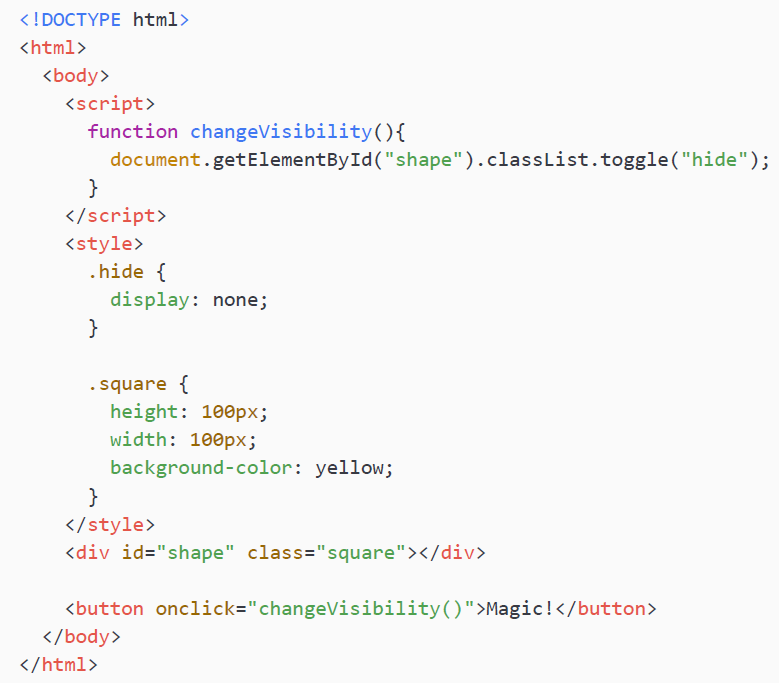 <!DOCTYPE html>
<html>
  <body>
    <script>
      function changeVisibility(){
        document.getElementById("shape").classList.toggle("hide");
      }
    </script>
    <style>
      .hide {
        display: none;
      }

      .square {
        height: 100px;
        width: 100px;
        background-color: yellow;
      }
    </style>
    <div id="shape" class="square"></div>

    <button onclick="changeVisibility()">Magic!</button>
  </body>
</html>